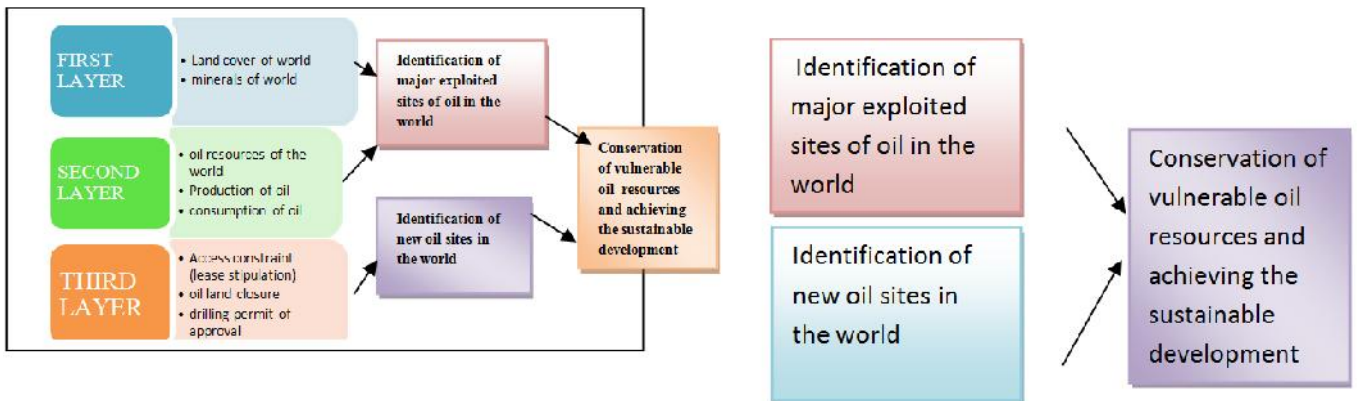 FIRST
LAYER
• Land cover of world
• minerals of world
SECOND
LAYER
• oil resources of the
world
• Production of oil
• consumption of oil
THIRD
LAYER
• Access constraint
(lease stipulation)
• oil land closure
• drilling permit of
approval
Identification of
major exploited
sites of oil in the
world
Identification of
new oil sites in
the world
Conservation
of vulnerable
oil resources
and achieving
the sustainable
development
Identification of
major exploited
sites of oil in the
world
Identification of
new oil sites in
the world
Conservation of
vulnerable oil
resources and
achieving the
sustainable
development